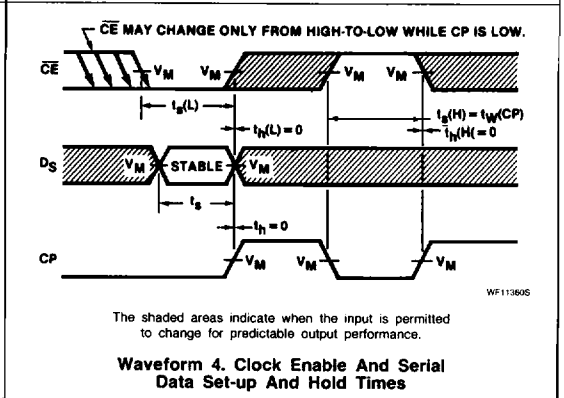 CE MAY CHANGE ONLY FROM HIGH-TO-LOW WHILE CP IS LOW.
CE
VM
VM
VM
VM
ts(L)
ts(H) = tW(CP)
th(L) = 0
th(H( = 0
DS
VM
STABLE
VM
ts
th = 0
CP
VM
VM
VM
WF11360S
The shaded areas indicate when the input is permitted
to change for predictable output performance.
Waveform 4. Clock Enable And Serial
Data Set-up And Hold Times